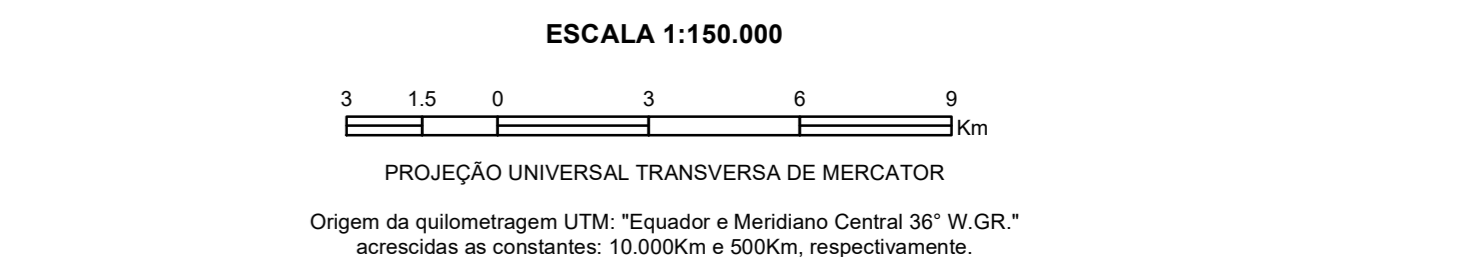 ESCALA 1:150.000
3 1.5 0 3 6 9
Km
PROJEÇÃO UNIVERSAL TRANSVERSA DE MERCATOR
Origem da quilometragem UTM: "Equador e Meridiano Central 36° W.GR."
acrescidas as constantes: 10.000Km e 500Km, respectivamente.